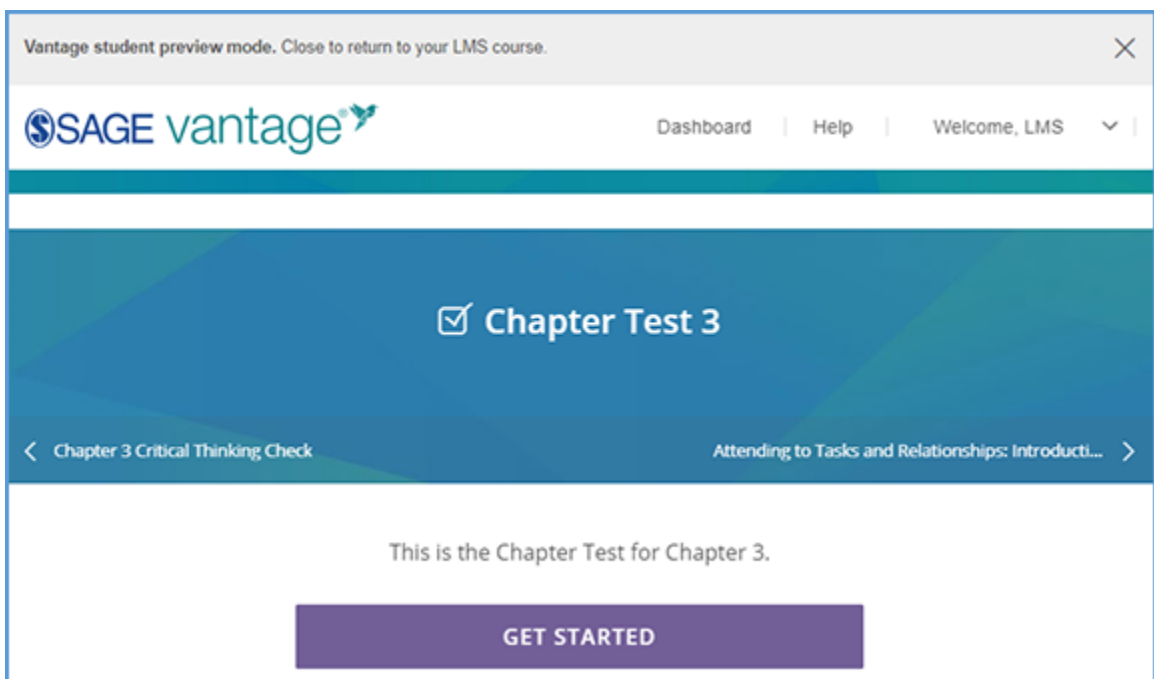 Vantage student preview mode. Close to return to your LMS course.
SAGE vantage®
Dashboard | Help | Welcome, LMS
Chapter Test 3
Chapter 3 Critical Thinking Check
Attending to Tasks and Relationships: Introducti...
This is the Chapter Test for Chapter 3.
GET STARTED